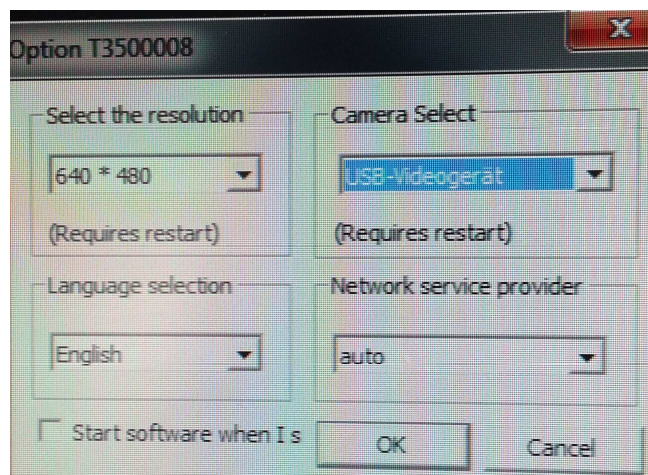 Option T3500008
X
Select the resolution
Camera Select
640 * 480
USB-Videogerät
(Requires restart)
(Requires restart)
Language selection
Network service provider
English
auto
Start software when I s
OK
Cancel